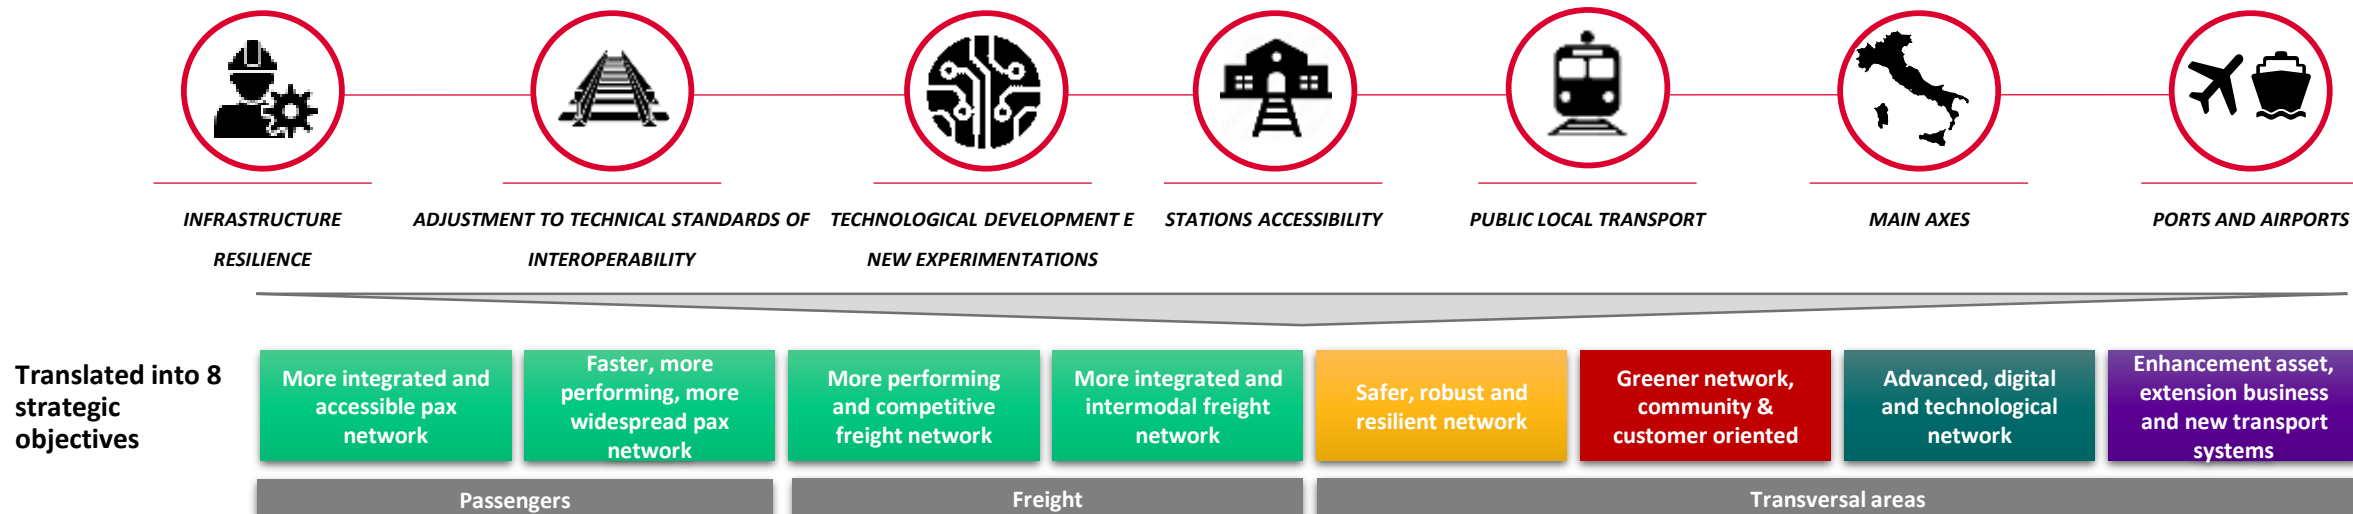 INFRASTRUCTURE
RESILIENCE
ADJUSTMENT TO TECHNICAL STANDARDS OF
INTEROPERABILITY
TECHNOLOGICAL DEVELOPMENT E
NEW EXPERIMENTATIONS
STATIONS ACCESSIBILITY
PUBLIC LOCAL TRANSPORT
MAIN AXES
PORTS AND AIRPORTS
Translated into 8
strategic
objectives
More integrated and
accessible pax
network
Faster, more
performing, more
widespread pax
network
More performing
and competitive
freight network
More integrated and
intermodal freight
network
Safer, robust and
resilient network
Greener network,
community &
customer oriented
Advanced, digital
and technological
network
Enhancement asset,
extension business
and new transport
systems
Passengers
Freight
Transversal areas